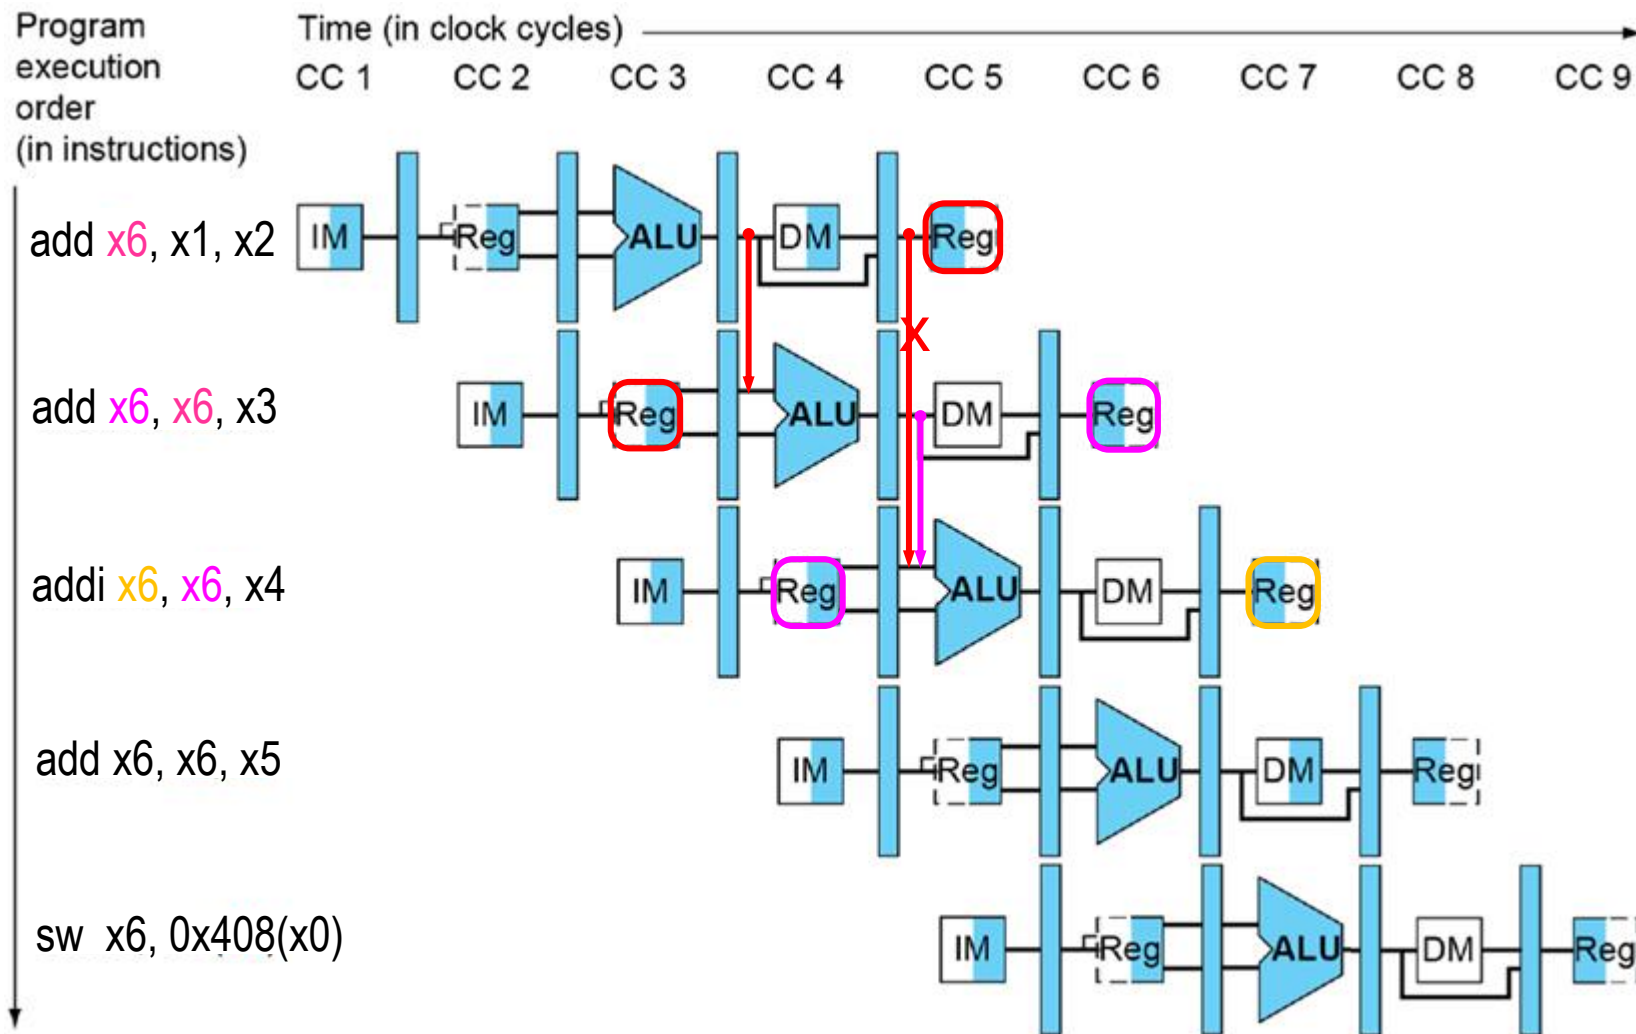 Program
execution
order
(in instructions)
Time (in clock cycles)
CC 1 CC 2 CC 3 CC 4 CC 5 CC 6 CC 7 CC 8 CC 9
add x6, x1, x2
IM Reg ALU DM Reg
X
add x6, x6, x3
IM Reg ALU DM Reg
addi x6, x6, x4
IM Reg ALU DM Reg
add x6, x6, x5
IM Reg ALU DM Reg
sw x6, 0x408(x0)
IM Reg ALU DM Reg